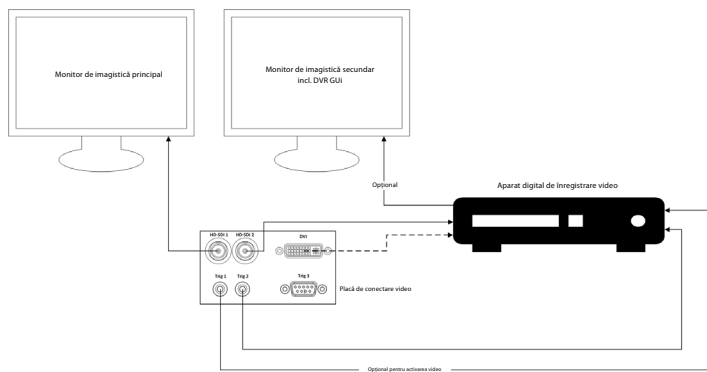 Monitor de imagistică principal
Monitor de imagistică secundar
incl. DVR GUi
Opțional
Aparat digital de înregistrare video
HD-SDI 1
HD-SDI 2
DVI
Trig 1
Trig 2
Trig 3
Placă de conectare video
Opțional pentru activarea video